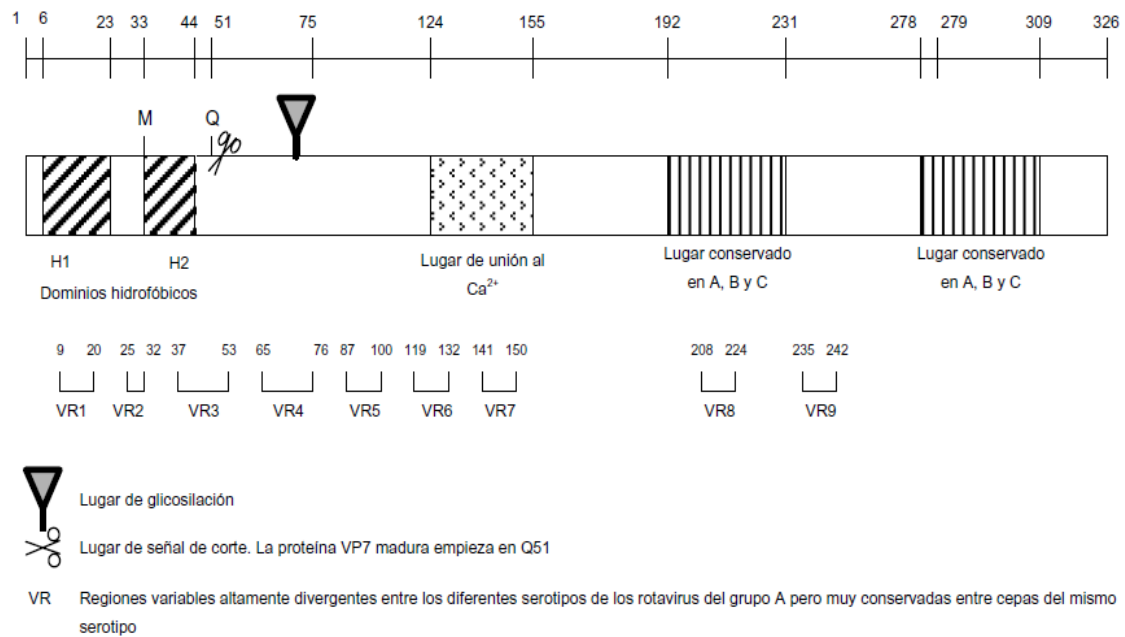 1 6 23 33 44 51 75 124 155 192 231 278 279 309 326
M Q
H1 H2
Dominios hidrofóbicos
Lugar de unión al
Ca²⁺
Lugar conservado
en A, B y C
Lugar conservado
en A, B y C
9 20 25 32 37 53 65 76 87 100 119 132 141 150 208 224 235 242
VR1 VR2 VR3 VR4 VR5 VR6 VR7 VR8 VR9
Lugar de glicosilación
Lugar de señal de corte. La proteína VP7 madura empieza en Q51
VR Regiones variables altamente divergentes entre los diferentes serotipos de los rotavirus del grupo A pero muy conservadas entre cepas del mismo
serotipo